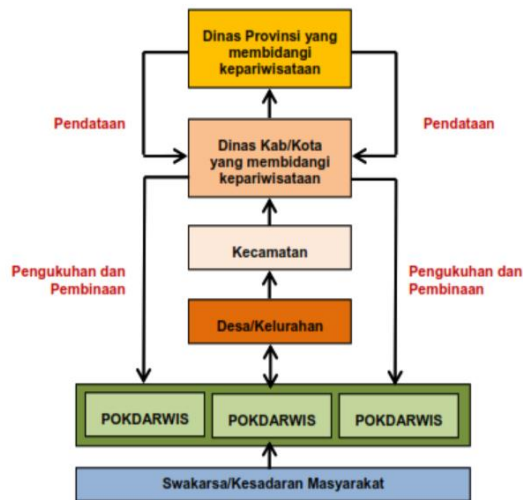 Dinas Provinsi yang
membidangi
kepariwisataan
Pendataan
Pendataan
Dinas Kab/Kota
yang membidangi
kepariwisataan
Kecamatan
Pengukuhan dan
Pembinaan
Pengukuhan dan
Pembinaan
Desa/Kelurahan
POKDARWIS
POKDARWIS
POKDARWIS
Swakarsa/Kesadaran Masyarakat